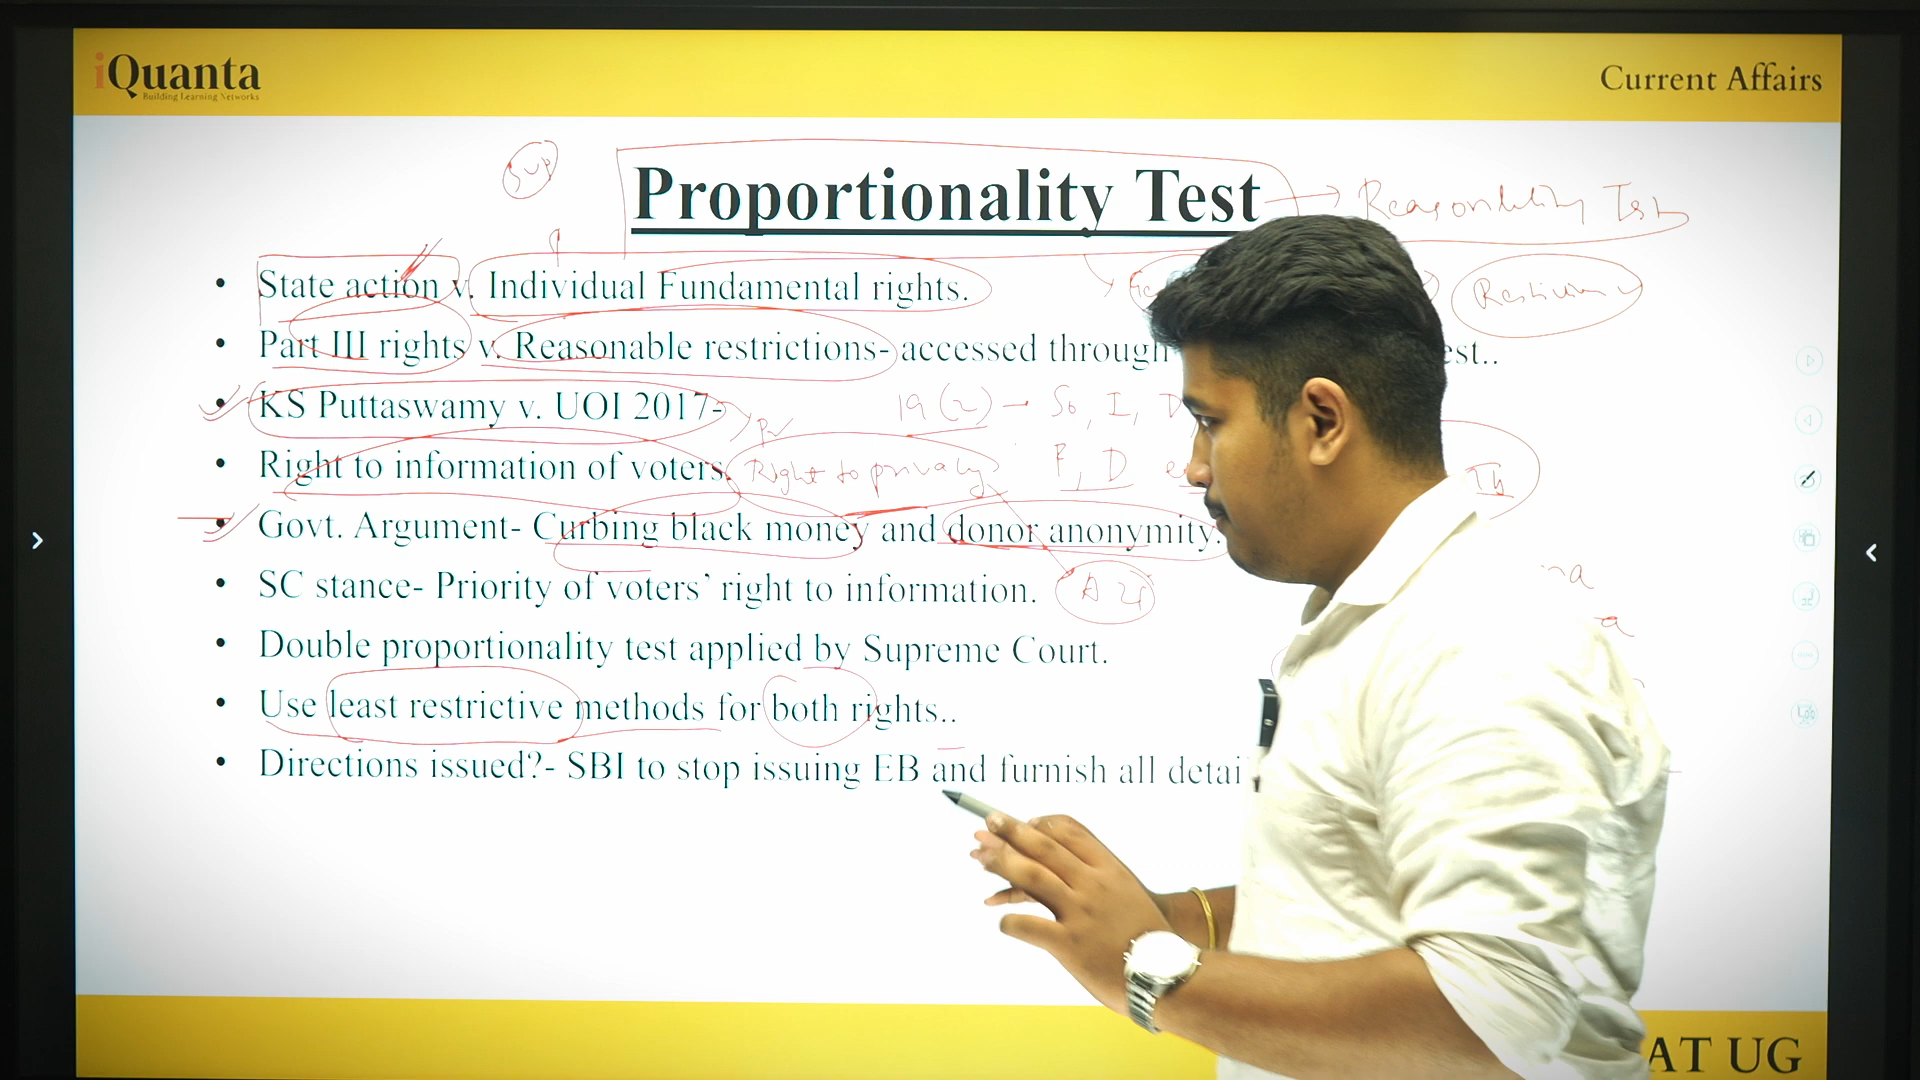 iQuanta
Building Learning Networks
Current Affairs
Sup
Proportionality Test
Reasonability Test
• State action v. Individual Fundamental rights.
• Part III rights v. Reasonable restrictions- accessed through est..
• KS Puttaswamy v. UOI 2017-
19 (2) - So, I, D
• Right to information of voters.
Right to privacy
P, D
• Govt. Argument- Curbing black money and donor anonymity.
• SC stance- Priority of voters’ right to information.
A 21
• Double proportionality test applied by Supreme Court.
• Use least restrictive methods for both rights..
• Directions issued?- SBI to stop issuing EB and furnish all detai
AT UG